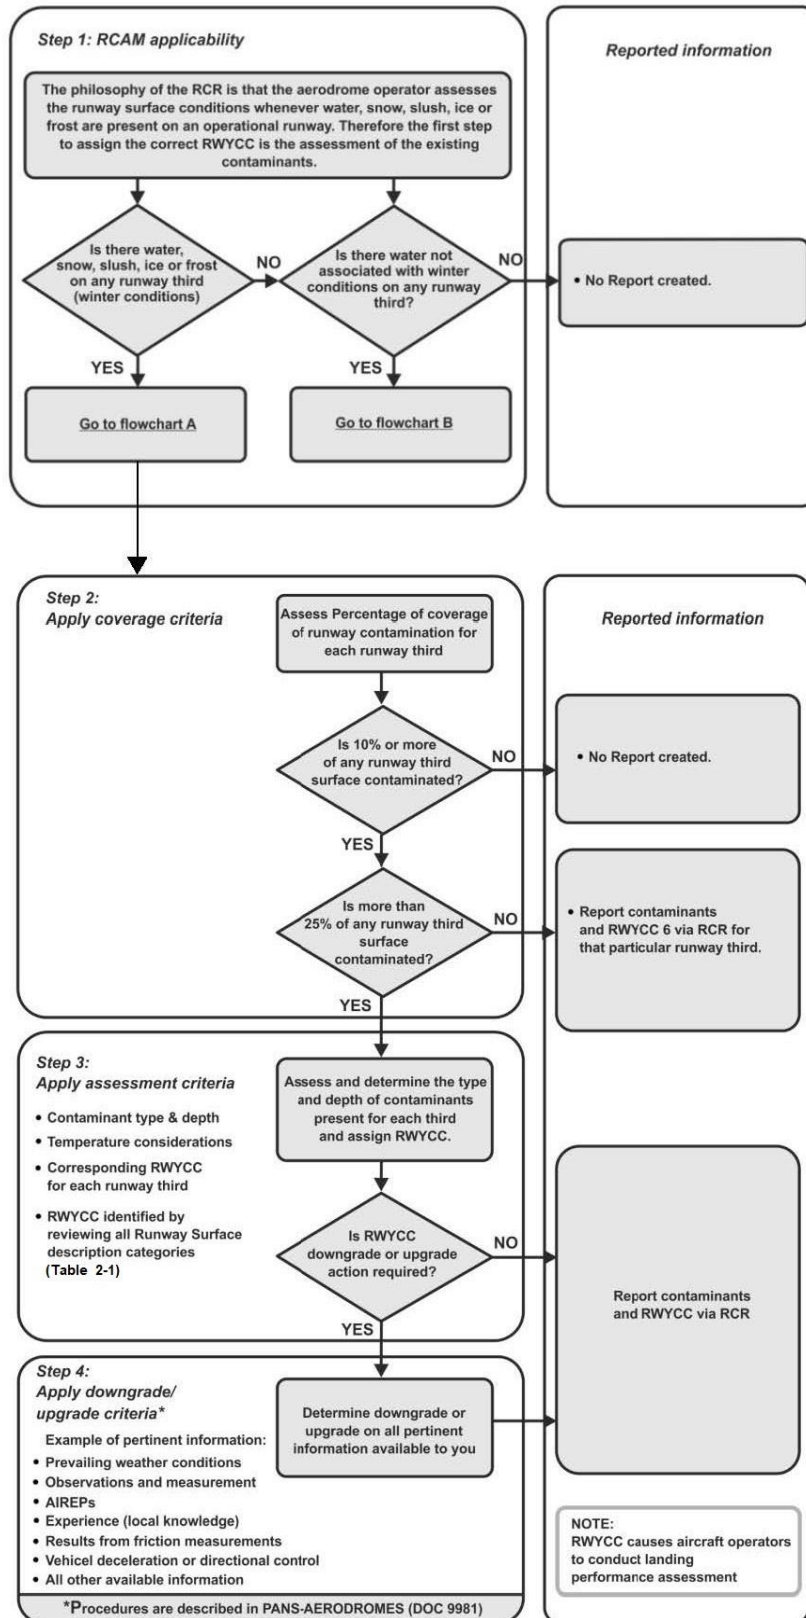 Step 1: RCAM applicability
Reported information
The philosophy of the RCR is that the aerodrome operator assesses
the runway surface conditions whenever water, snow, slush, ice or
frost are present on an operational runway. Therefore the first step
to assign the correct RWYCC is the assessment of the existing
contaminants.
Is there water,
snow, slush, ice or frost
on any runway third
(winter conditions)
NO
Is there water not
associated with winter
conditions on any runway
third?
NO
• No Report created.
YES
YES
Go to flowchart A
Go to flowchart B
Step 2:
Apply coverage criteria
Reported information
Assess Percentage of coverage
of runway contamination for
each runway third
Is 10% or more
of any runway third
surface contaminated?
NO
• No Report created.
YES
Is more than
25% of any runway third
surface
contaminated?
NO
• Report contaminants
and RWYCC 6 via RCR for
that particular runway third.
YES
Step 3:
Apply assessment criteria
• Contaminant type & depth
• Temperature considerations
• Corresponding RWYCC
for each runway third
• RWYCC identified by
reviewing all Runway Surface
description categories
(Table 2-1)
Assess and determine the type
and depth of contaminants
present for each third
and assign RWYCC.
Is RWYCC
downgrade or upgrade
action required?
NO
Report contaminants
and RWYCC via RCR
YES
Step 4:
Apply downgrade/
upgrade criteria*
Example of pertinent information:
• Prevailing weather conditions
• Observations and measurement
• AIREPs
• Experience (local knowledge)
• Results from friction measurements
• Vehicel deceleration or directional control
• All other available information
Determine downgrade or
upgrade on all pertinent
information available to you
NOTE:
RWYCC causes aircraft operators
to conduct landing
performance assessment
*Procedures are described in PANS-AERODROMES (DOC 9981)